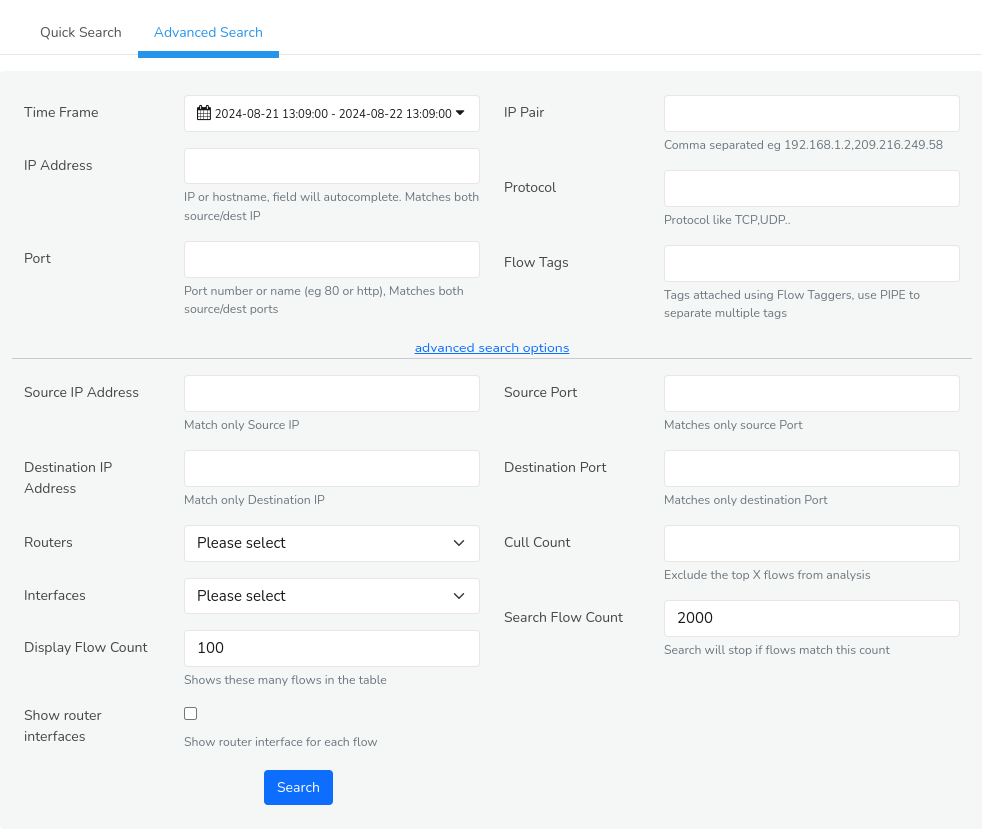 Quick Search
Advanced Search
Time Frame
2024-08-21 13:09:00 - 2024-08-22 13:09:00
IP Pair
Comma separated eg 192.168.1.2,209.216.249.58
IP Address
IP or hostname, field will autocomplete. Matches both
source/dest IP
Protocol
Protocol like TCP,UDP..
Port
Port number or name (eg 80 or http), Matches both
source/dest ports
Flow Tags
Tags attached using Flow Taggers, use PIPE to
separate multiple tags
advanced search options
Source IP Address
Match only Source IP
Source Port
Matches only source Port
Destination IP
Address
Match only Destination IP
Destination Port
Matches only destination Port
Routers
Please select
Cull Count
Exclude the top X flows from analysis
Interfaces
Please select
Search Flow Count
2000
Search will stop if flows match this count
Display Flow Count
100
Shows these many flows in the table
Show router
interfaces
Show router interface for each flow
Search